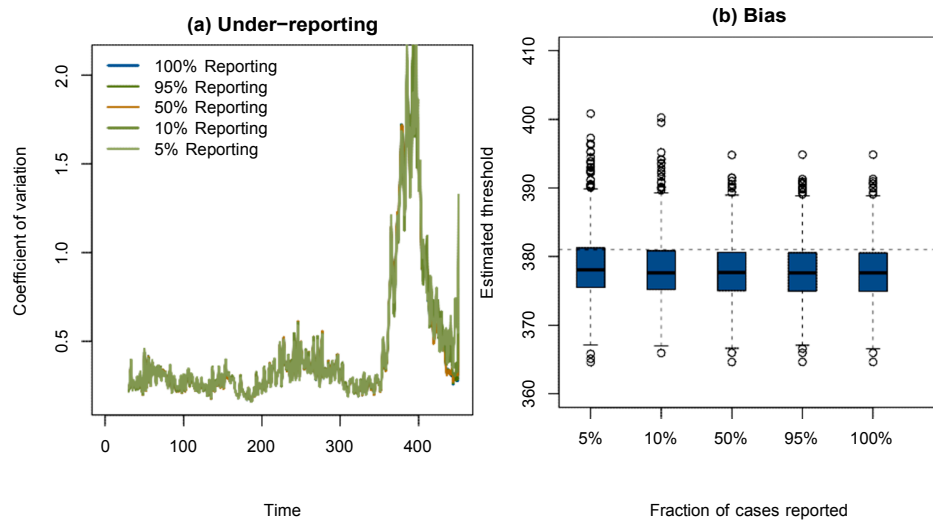 (a) Under−reporting
Coefficient of variation
2.0
1.5
1.0
0.5
100% Reporting
95% Reporting
50% Reporting
10% Reporting
5% Reporting
0 100 200 300 400
Time
(b) Bias
Estimated threshold
410
400
390
380
370
360
5% 10% 50% 95% 100%
Fraction of cases reported